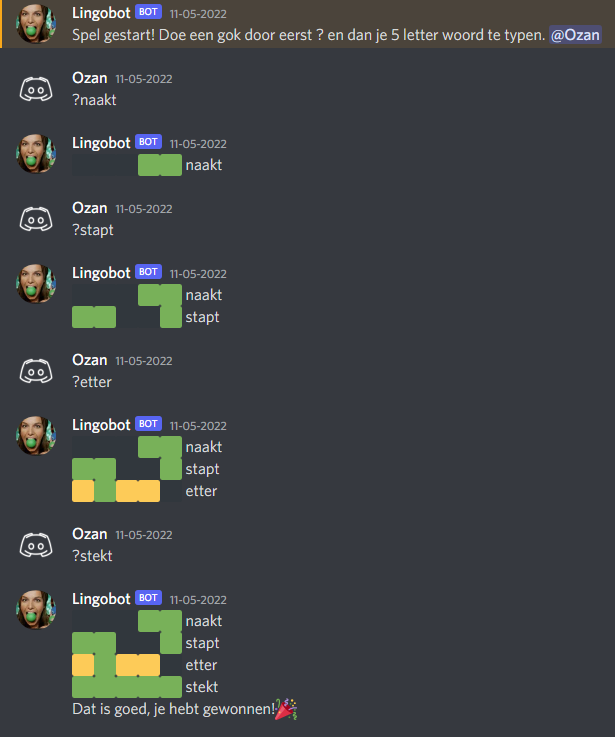 Lingobot BOT 11-05-2022
Spel gestart! Doe een gok door eerst ? en dan je 5 letter woord te typen. @Ozan
Ozan 11-05-2022
?naakt
Lingobot BOT 11-05-2022
naakt
Ozan 11-05-2022
?stapt
Lingobot BOT 11-05-2022
naakt
stapt
Ozan 11-05-2022
?etter
Lingobot BOT 11-05-2022
naakt
stapt
etter
Ozan 11-05-2022
?stekt
Lingobot BOT 11-05-2022
naakt
stapt
etter
stekt
Dat is goed, je hebt gewonnen!🎉